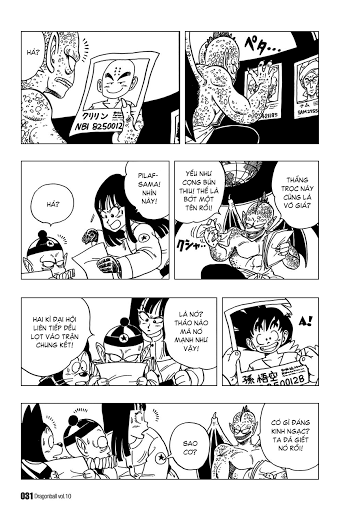 ペタ...
HẢ?
クリリン
NBI 8250012
THẰNG
TRỌC NÀY
CŨNG LÀ
VÕ GIẢ?
YẾU NHƯ
CỌNG BÚN
THIU! THẾ LÀ
BỚT MỘT
TÊN RỒI!
クシャ...
PILAF-
SAMA!
NHÌN
NÀY!
HẢ?
A!
孫悟空
LÀ NÓ?
THẢO NÀO
MÀ NÓ
MẠNH NHƯ
VẬY!
HAI KÌ ĐẠI HỘI
LIÊN TIẾP ĐỀU
LỌT VÀO TRẬN
CHUNG KẾT!
CÓ GÌ ĐÁNG
KINH NGẠC?
TA ĐÃ GIẾT
NÓ RỒI!
SAO
CƠ?
031 Dragonball vol.10